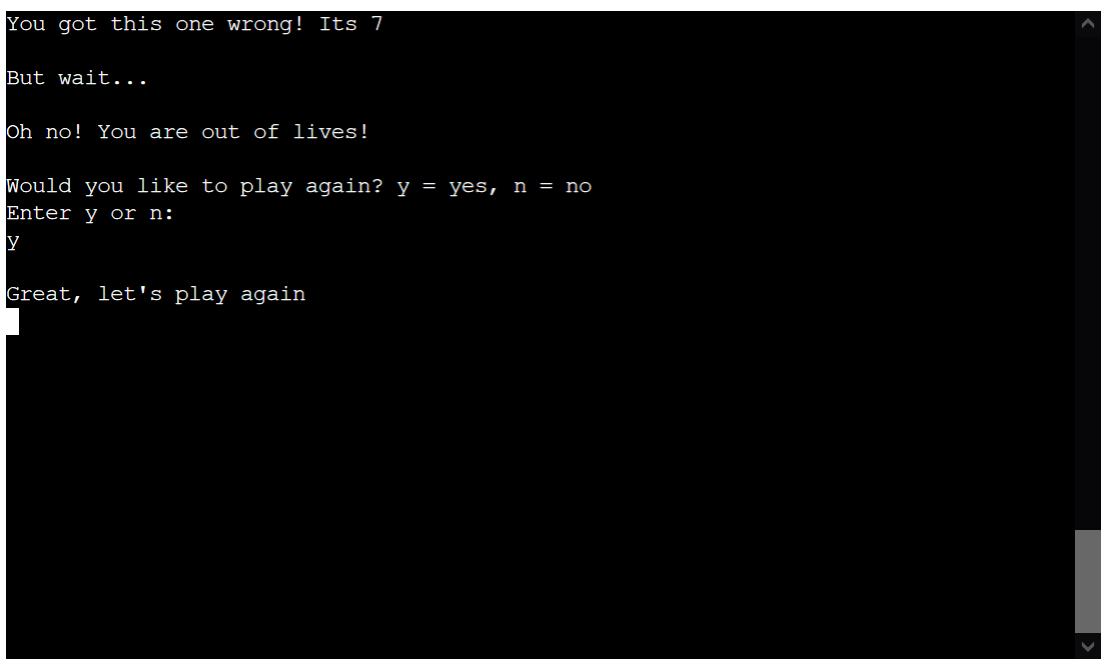 You got this one wrong! Its 7
But wait...
Oh no! You are out of lives!
Would you like to play again? y = yes, n = no
Enter y or n:
y
Great, let's play again